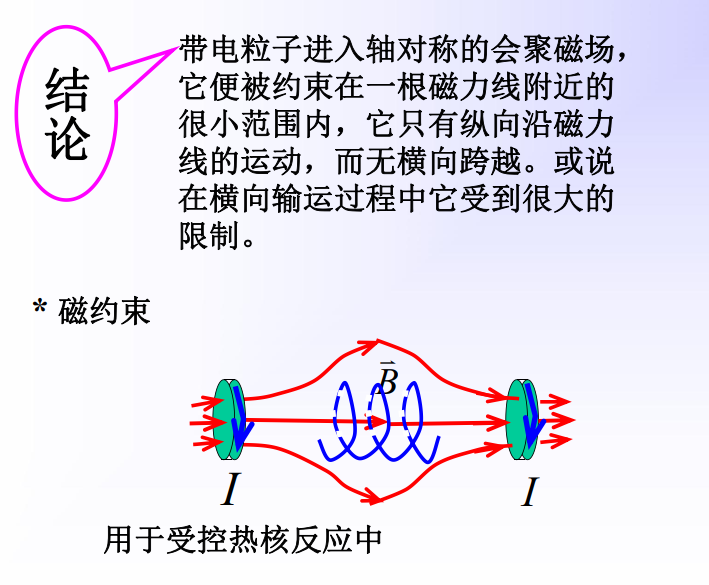 结论
带电粒子进入轴对称的会聚磁场，
它便被约束在一根磁力线附近的
很小范围内，它只有纵向沿磁力
线的运动，而无横向跨越。或说
在横向输运过程中它受到很大的
限制。
* 磁约束
B
I
I
用于受控热核反应中